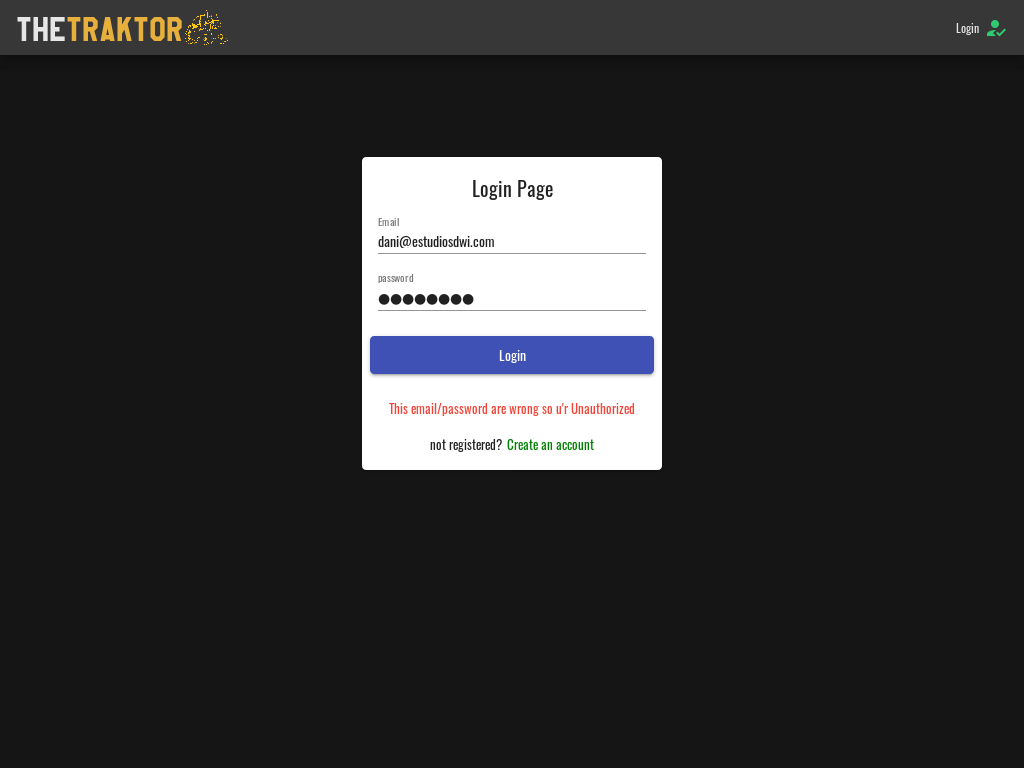 THETRAKTOR
Login
Login Page
Email
dani@estudiosdwi.com
password
Login
This email/password are wrong so u'r Unauthorized
not registered? Create an account